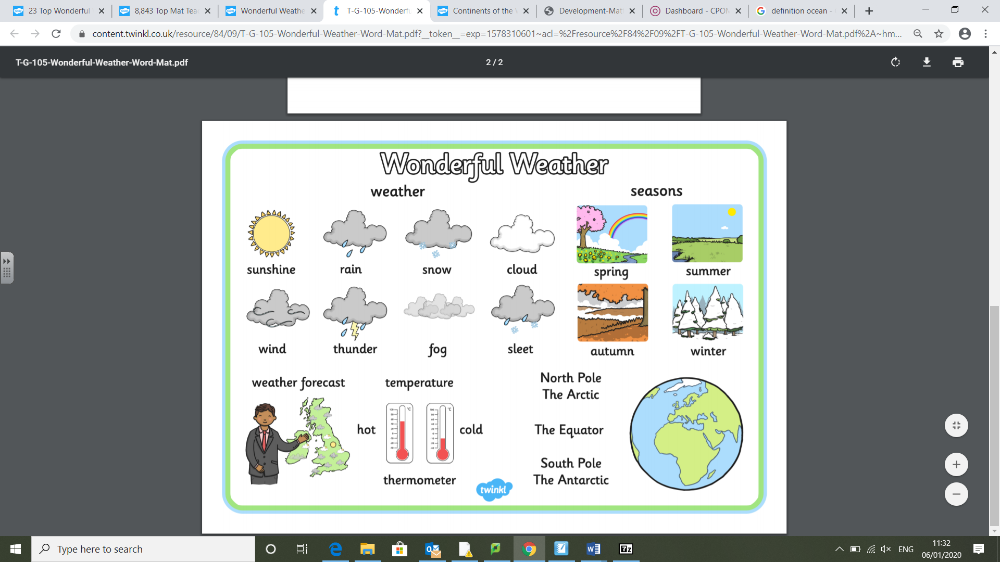 23 Top Wonderful
8,843 Top Mat Tea
Wonderful Weathe
T-G-105-Wonderfu
Continents of the
Development-Mat
Dashboard - CPOM
definition ocean -
content.twinkl.co.uk/resource/84/09/T-G-105-Wonderful-Weather-Word-Mat.pdf?__token__=exp=1578310601~acl=%2Fresource%2F84%2F09%2FT-G-105-Wonderful-Weather-Word-Mat.pdf%2A~hm...
T-G-105-Wonderful-Weather-Word-Mat.pdf
2 / 2
Wonderful Weather
weather
seasons
sunshine
rain
snow
cloud
spring
summer
wind
thunder
fog
sleet
autumn
winter
weather forecast
temperature
North Pole
The Arctic
hot
°C
°C
cold
The Equator
South Pole
The Antarctic
thermometer
twinkl
Type here to search
7z
ENG
11:32
06/01/2020